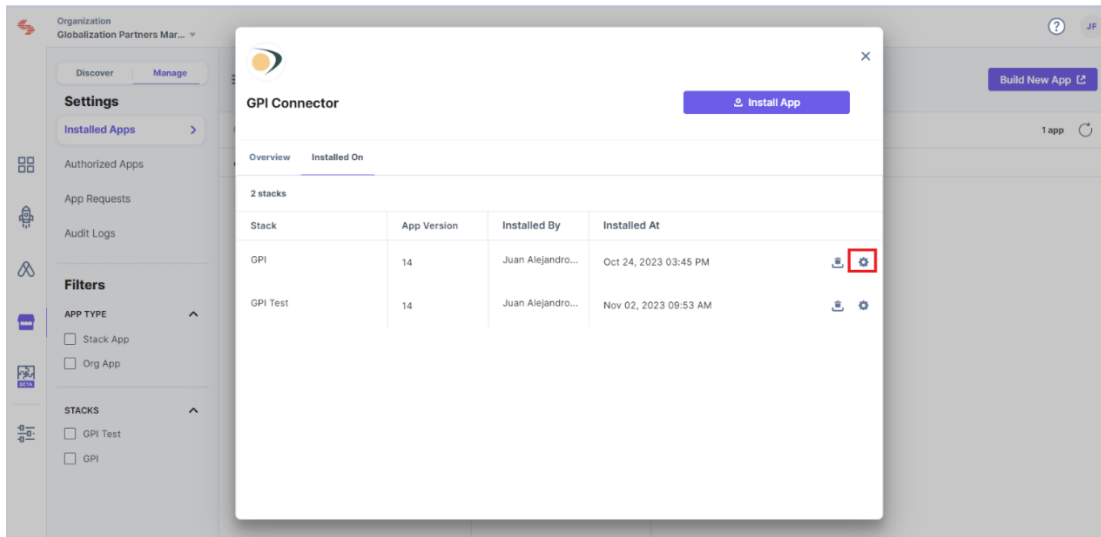 Organization
Globalization Partners Mar...
JF
Discover
Manage
Build New App
Settings
Installed Apps
1 app
Authorized Apps
App Requests
Audit Logs
Filters
APP TYPE
Stack App
Org App
BETA
STACKS
GPI Test
GPI
GPI Connector
Install App
Overview
Installed On
2 stacks
Stack
App Version
Installed By
Installed At
GPI
14
Juan Alejandro...
Oct 24, 2023 03:45 PM
GPI Test
14
Juan Alejandro...
Nov 02, 2023 09:53 AM